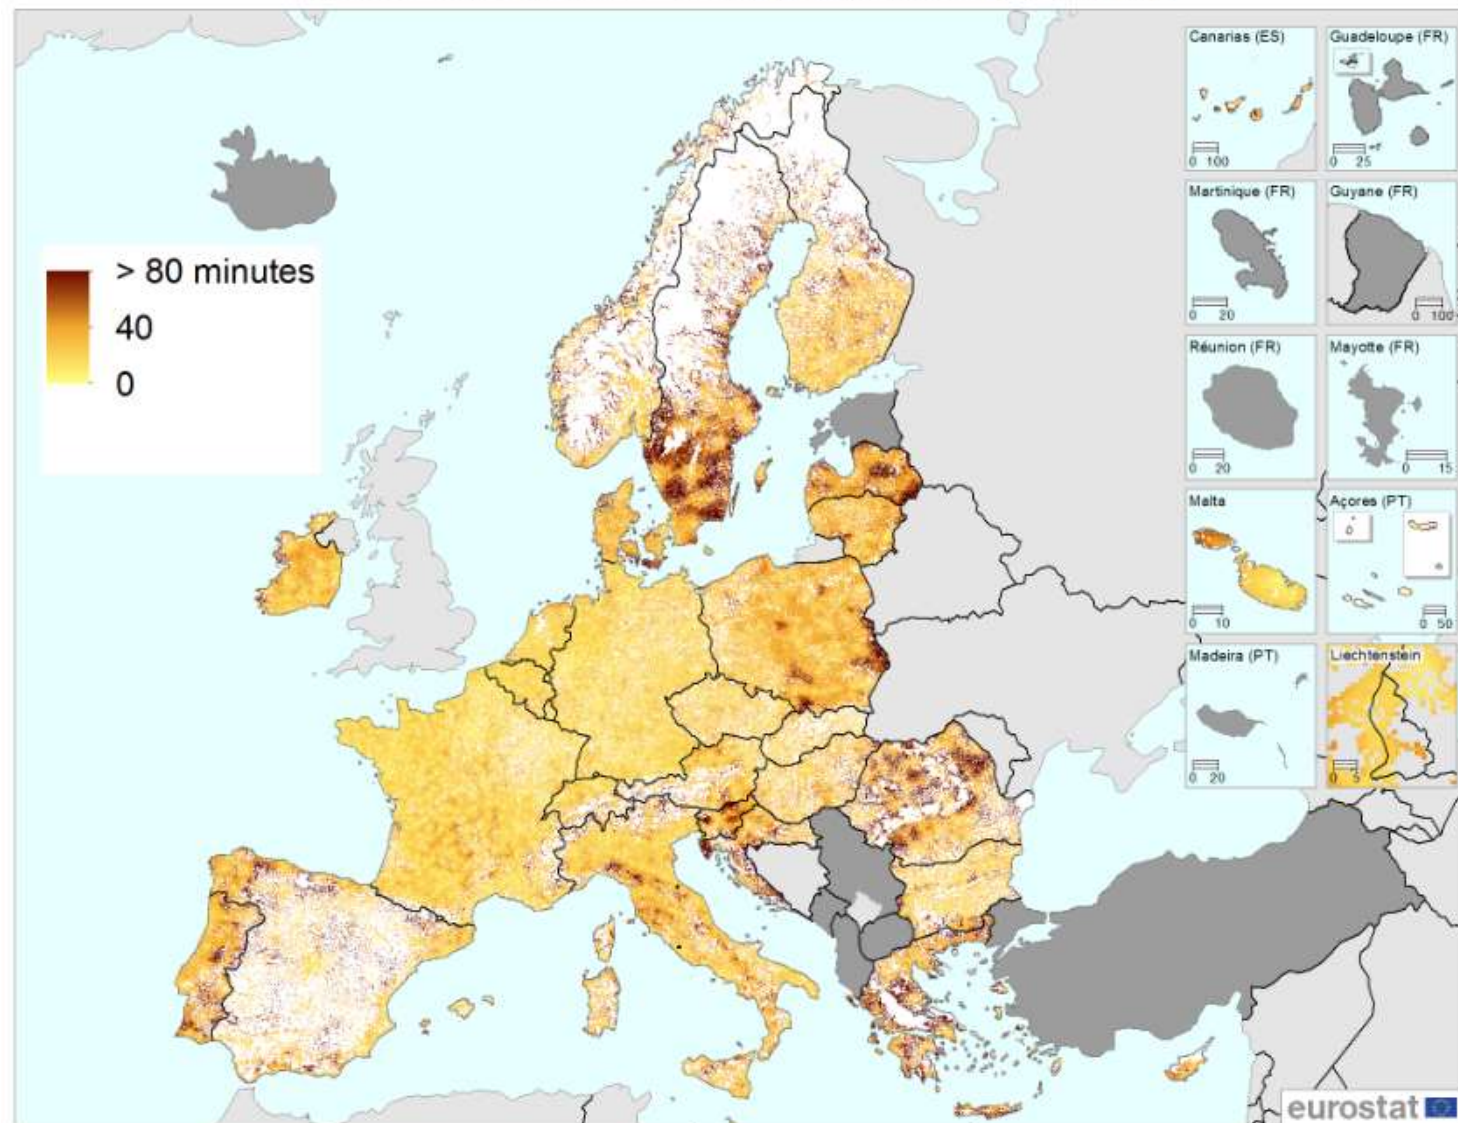 > 80 minutes
40
0
Canarias (ES)
0 100
Guadeloupe (FR)
0 25
Martinique (FR)
0 20
Guyane (FR)
0 100
Réunion (FR)
0 20
Mayotte (FR)
0 15
Malta
0 10
Açores (PT)
0 50
Madeira (PT)
0 20
Liechtenstein
0 5
eurostat